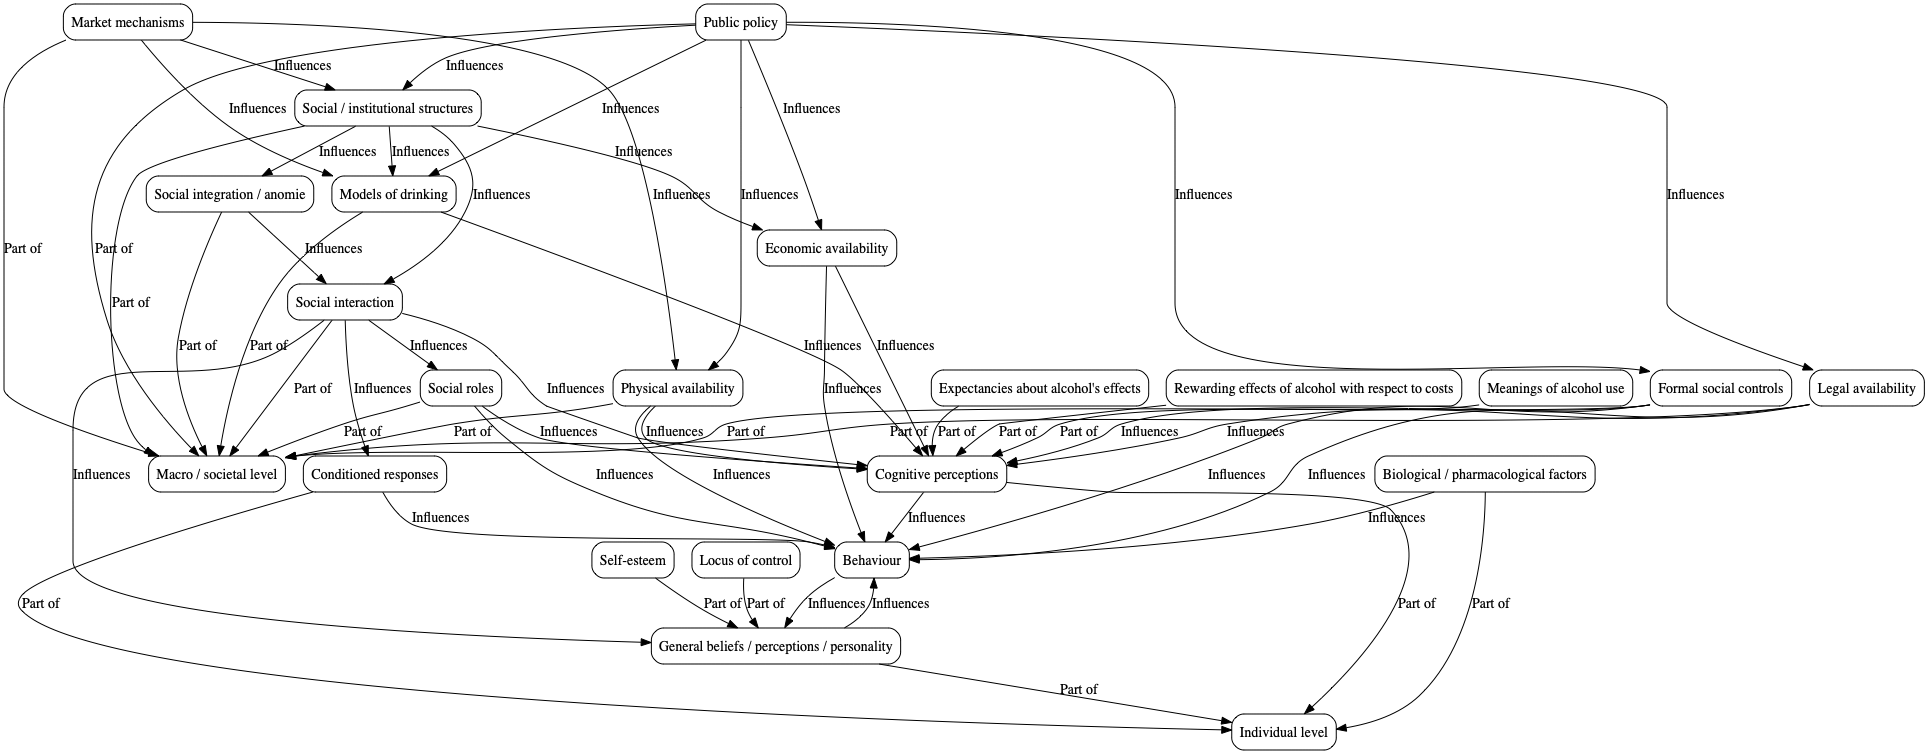 Market mechanisms
Public policy
Influences
Influences
Social / institutional structures
Influences
Influences
Influences
Influences
Influences
Influences
Social integration / anomie
Models of drinking
Influences
Influences
Influences
Influences
Influences
Part of
Part of
Influences
Economic availability
Part of
Social interaction
Part of
Part of
Influences
Influences
Influences
Part of
Influences
Social roles
Influences
Physical availability
Influences
Expectancies about alcohol's effects
Rewarding effects of alcohol with respect to costs
Meanings of alcohol use
Formal social controls
Legal availability
Part of
Part of
Influences
Influences
Part of
Part of
Part of
Part of
Part of
Influences
Influences
Influences
Macro / societal level
Conditioned responses
Influences
Influences
Cognitive perceptions
Influences
Influences
Biological / pharmacological factors
Influences
Influences
Influences
Self-esteem
Locus of control
Behaviour
Part of
Part of
Part of
Influences
Influences
Part of
Part of
General beliefs / perceptions / personality
Part of
Individual level